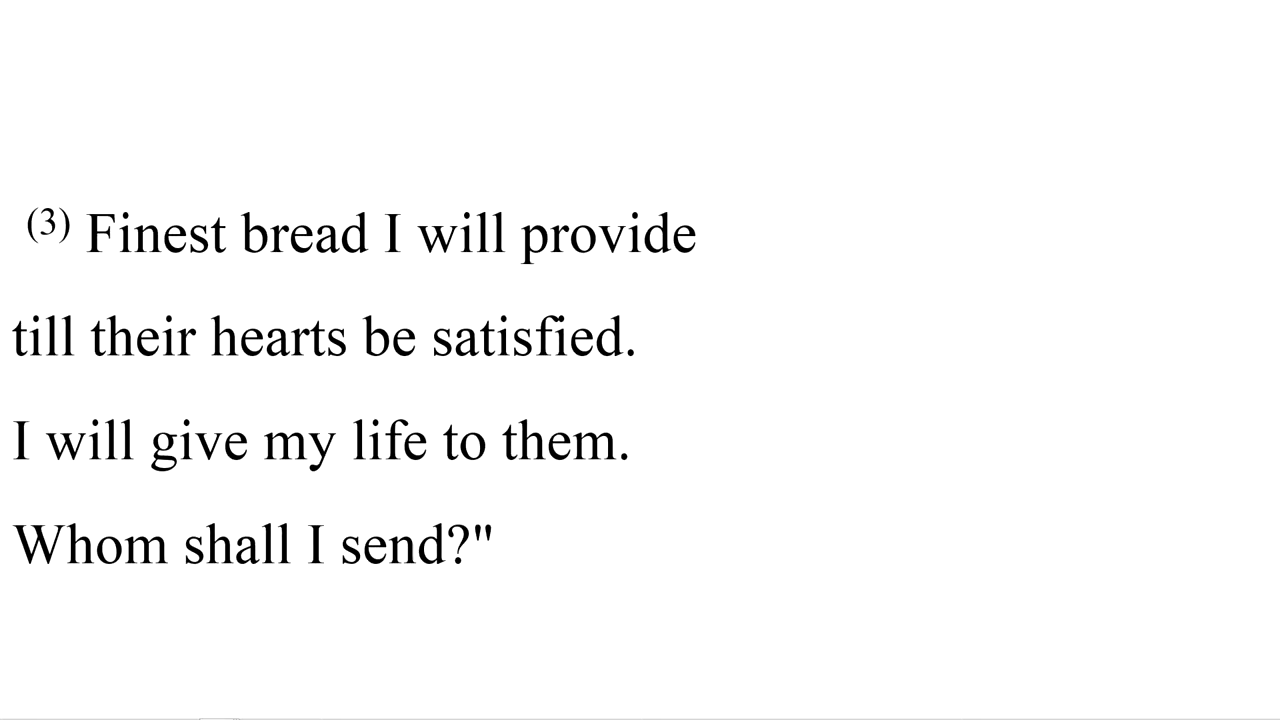 (3) Finest bread I will provide
till their hearts be satisfied.
I will give my life to them.
Whom shall I send?"